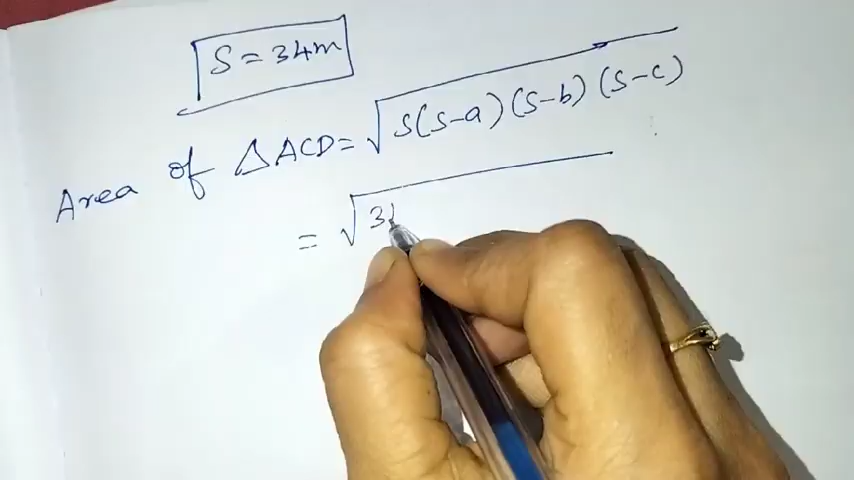 S = 34m
Area of △ACD = √S(S-a)(S-b)(S-c)
= √3